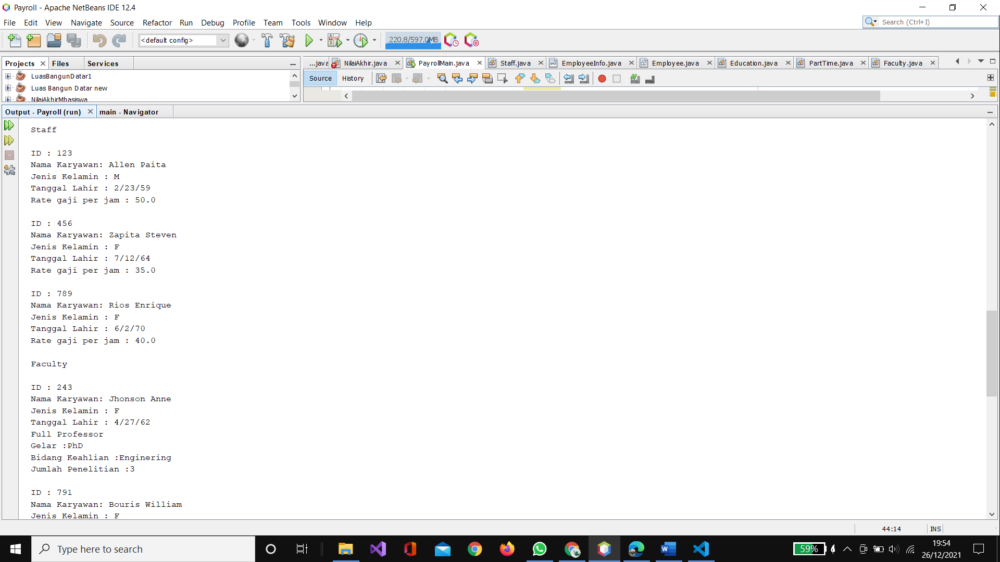 Payroll - Apache NetBeans IDE 12.4
File Edit View Navigate Source Refactor Run Debug Profile Team Tools Window Help
Search (Ctrl+I)
<default config>
220.8/597.0MB
Projects Files Services
...java NilaiAkhir.java PayrollMain.java Staff.java EmployeeInfo.java Employee.java Education.java PartTime.java Faculty.java
LuasBangunDatar1
Luas Bangun Datar new
NilaiAkhirMhasiswa
Source History
Output - Payroll (run) main - Navigator
Staff
ID : 123
Nama Karyawan: Allen Paita
Jenis Kelamin : M
Tanggal Lahir : 2/23/59
Rate gaji per jam : 50.0
ID : 456
Nama Karyawan: Zapita Steven
Jenis Kelamin : F
Tanggal Lahir : 7/12/64
Rate gaji per jam : 35.0
ID : 789
Nama Karyawan: Rios Enrique
Jenis Kelamin : F
Tanggal Lahir : 6/2/70
Rate gaji per jam : 40.0
Faculty
ID : 243
Nama Karyawan: Jhonson Anne
Jenis Kelamin : F
Tanggal Lahir : 4/27/62
Full Professor
Gelar :PhD
Bidang Keahlian :Enginering
Jumlah Penelitian :3
ID : 791
Nama Karyawan: Bouris William
Jenis Kelamin : F
44:14 INS
Type here to search
59%
19:54
26/12/2021